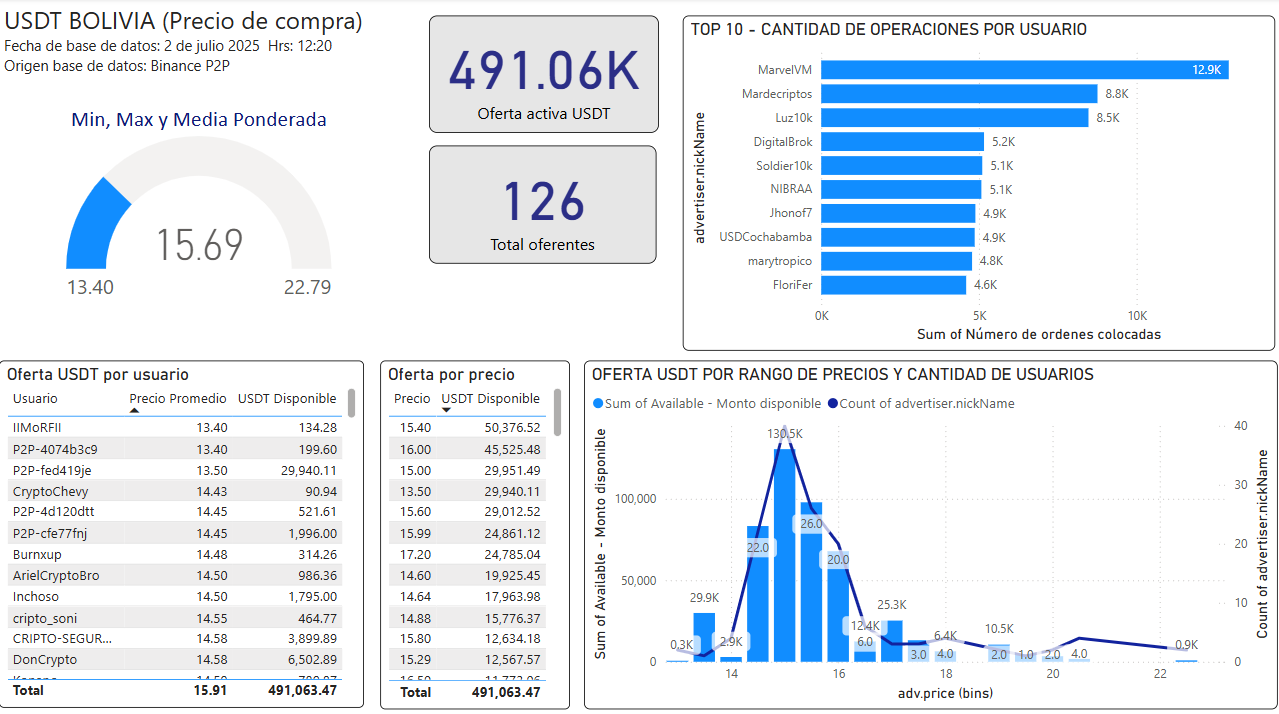 USDT BOLIVIA (Precio de compra)
Fecha de base de datos: 2 de julio 2025 Hrs: 12:20
Origen base de datos: Binance P2P
Min, Max y Media Ponderada
15.69
13.40
22.79
491.06K
Oferta activa USDT
126
Total oferentes
TOP 10 - CANTIDAD DE OPERACIONES POR USUARIO
advertiser.nickName
MarvelVM 12.9K
Mardecriptos 8.8K
Luz10k 8.5K
DigitalBrok 5.2K
Soldier10k 5.1K
NIBRAA 5.1K
Jhonof7 4.9K
USDCochabamba 4.9K
marytropico 4.8K
FloriFer 4.6K
0K 5K 10K
Sum of Número de ordenes colocadas
Oferta USDT por usuario
Usuario Precio Promedio USDT Disponible
IIMoRFII 13.40 134.28
P2P-4074b3c9 13.40 199.60
P2P-fed419je 13.50 29,940.11
CryptoChevy 14.43 90.94
P2P-4d120dtt 14.45 521.61
P2P-cfe77fnj 14.45 1,996.00
Burnxup 14.48 314.26
ArielCryptoBro 14.50 986.36
Inchoso 14.50 1,795.00
cripto_soni 14.55 464.77
CRIPTO-SEGUR... 14.58 3,899.89
DonCrypto 14.58 6,502.89
Total 15.91 491,063.47
Oferta por precio
Precio USDT Disponible
15.40 50,376.52
16.00 45,525.48
15.00 29,951.49
13.50 29,940.11
15.60 29,012.52
15.99 24,861.12
17.20 24,785.04
14.60 19,925.45
14.64 17,963.98
14.88 15,776.37
15.80 12,634.18
15.29 12,567.57
Total 491,063.47
OFERTA USDT POR RANGO DE PRECIOS Y CANTIDAD DE USUARIOS
Sum of Available - Monto disponible Count of advertiser.nickName
Sum of Available - Monto disponible
100,000
50,000
0
0.3K
29.9K
2.9K
22.0
130.5K
26.0
20.0
12.4K
6.0
25.3K
3.0
6.4K
4.0
10.5K
2.0
1.0
2.0
4.0
0.9K
40
30
20
10
0
Count of advertiser.nickName
14 16 18 20 22
adv.price (bins)